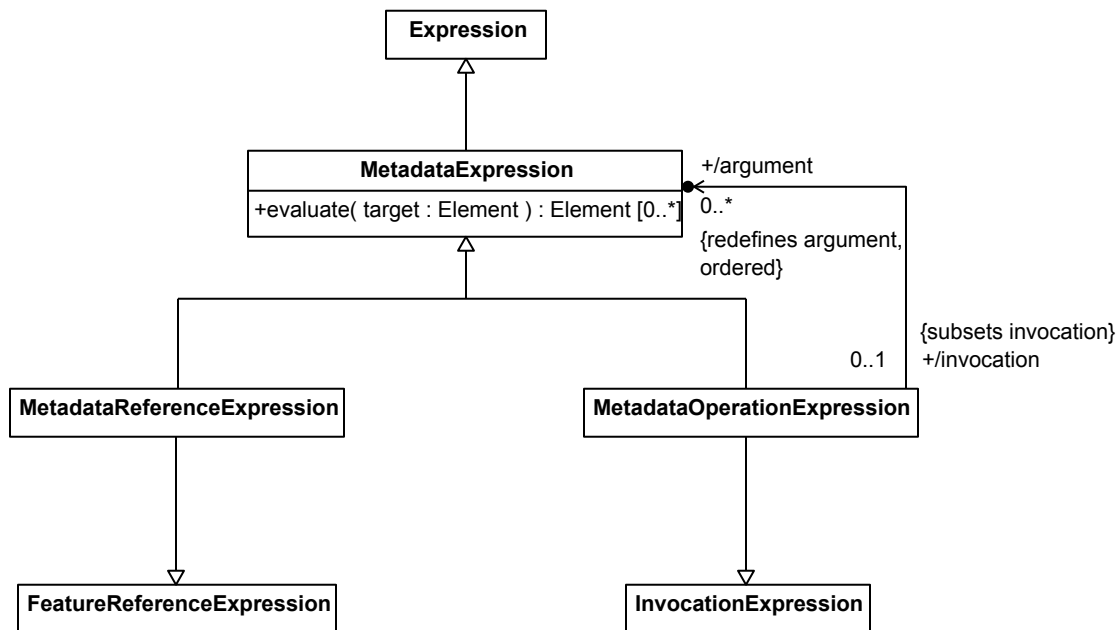 Expression
MetadataExpression
+evaluate( target : Element ) : Element [0..*]
+/argument
0..*
{redefines argument,
ordered}
{subsets invocation}
0..1
+/invocation
MetadataReferenceExpression
MetadataOperationExpression
FeatureReferenceExpression
InvocationExpression